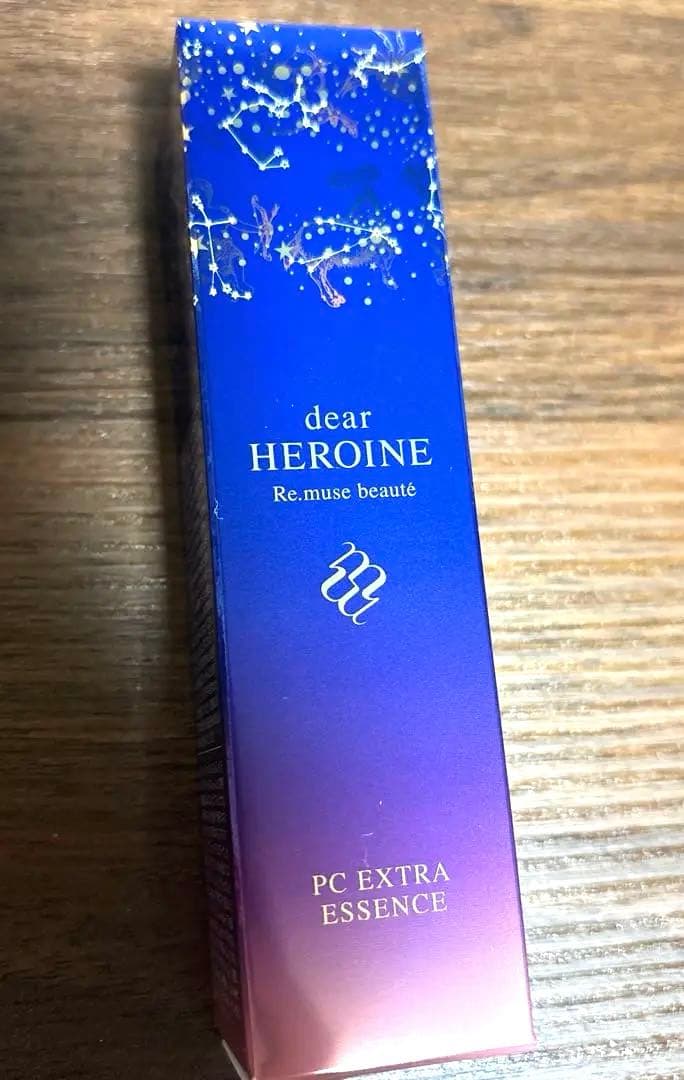 dear
HEROINE
Re.muse beauté
PC EXTRA
ESSENCE